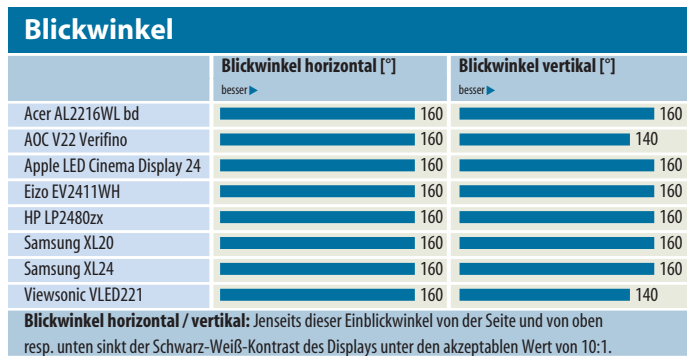 Blickwinkel
Blickwinkel horizontal [°] Blickwinkel vertikal [°]
besser ▶ besser ▶
Acer AL2216WL bd 160 160
AOC V22 Verifino 160 140
Apple LED Cinema Display 24 160 160
Eizo EV2411WH 160 160
HP LP2480zx 160 160
Samsung XL20 160 160
Samsung XL24 160 160
Viewsonic VLED221 160 140
Blickwinkel horizontal / vertikal: Jenseits dieser Einblickwinkel von der Seite und von oben
resp. unten sinkt der Schwarz-Weiß-Kontrast des Displays unter den akzeptablen Wert von 10:1.